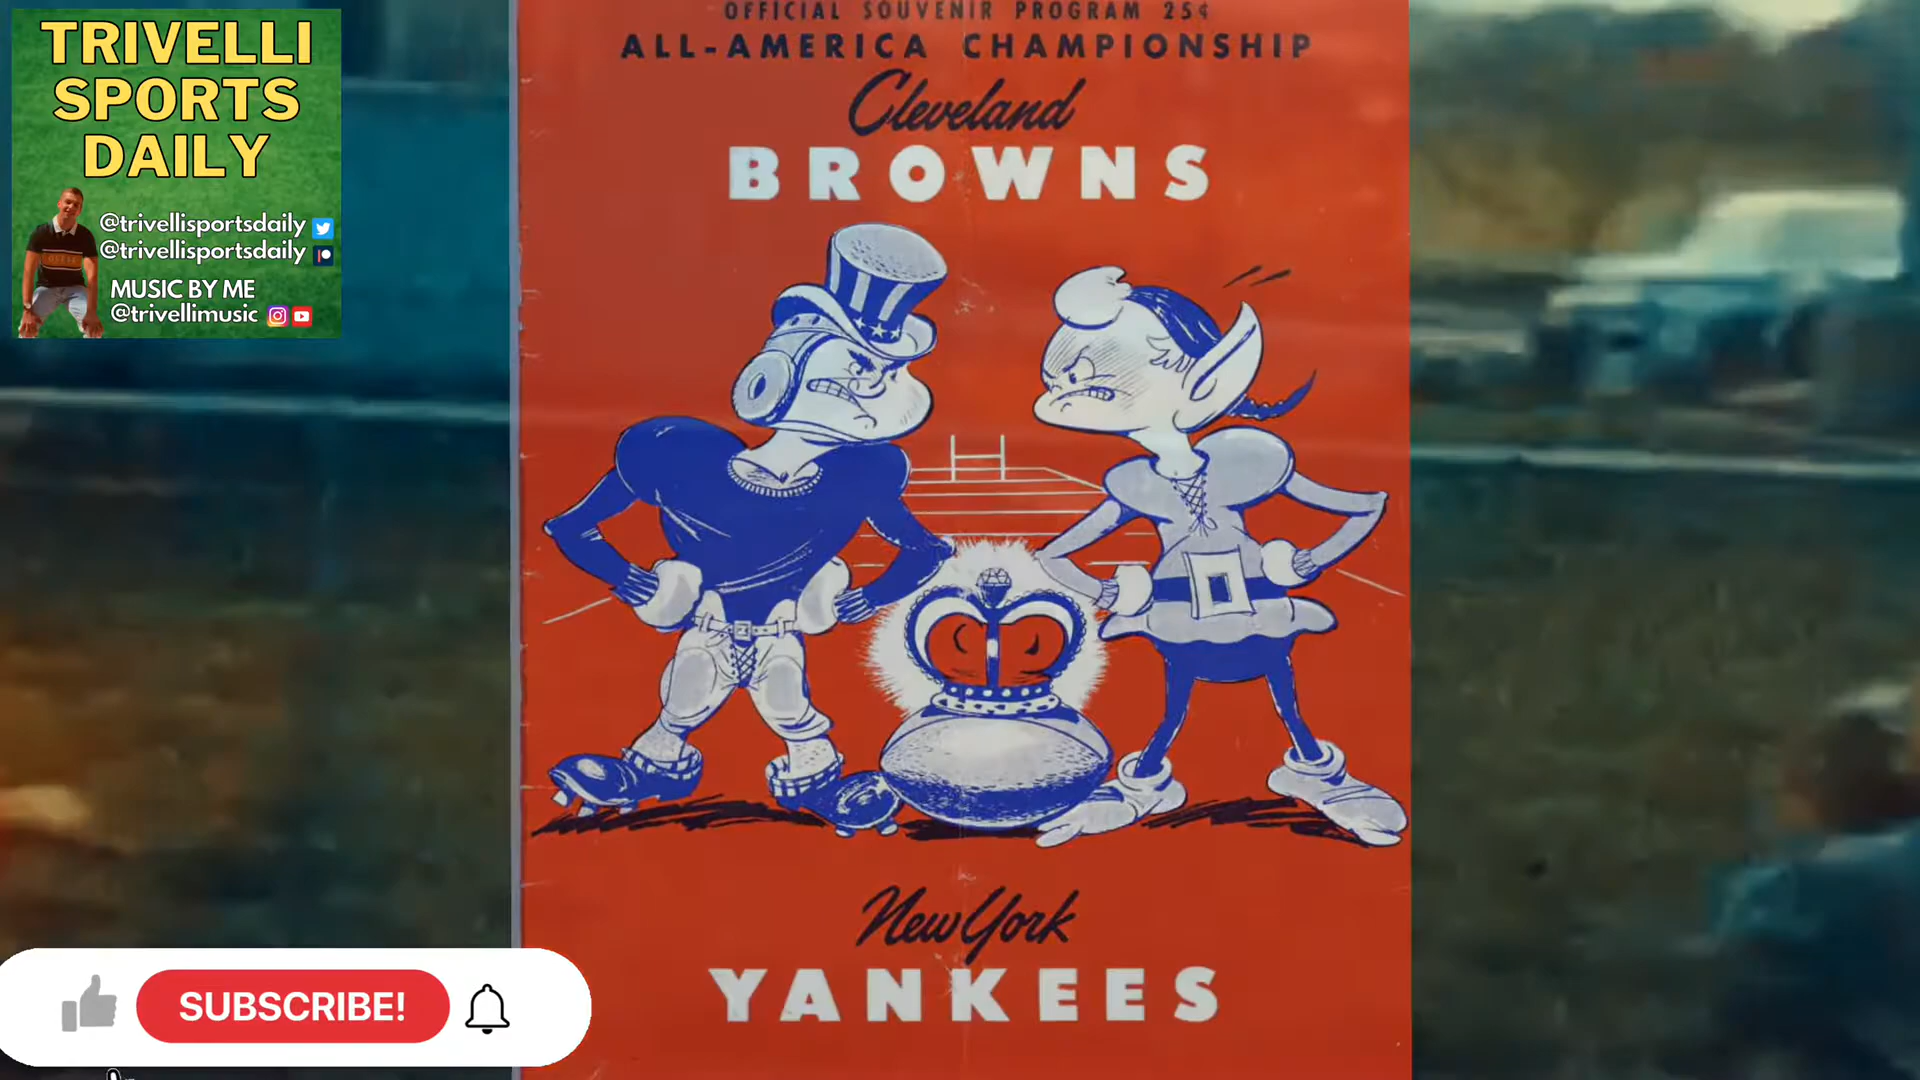 TRIVELLI
SPORTS
DAILY
@trivellisportsdaily
@trivellisportsdaily
MUSIC BY ME
@trivellimusic
OFFICIAL SOUVENIR PROGRAM 25¢
ALL-AMERICA CHAMPIONSHIP
Cleveland
BROWNS
New York
YANKEES
SUBSCRIBE!